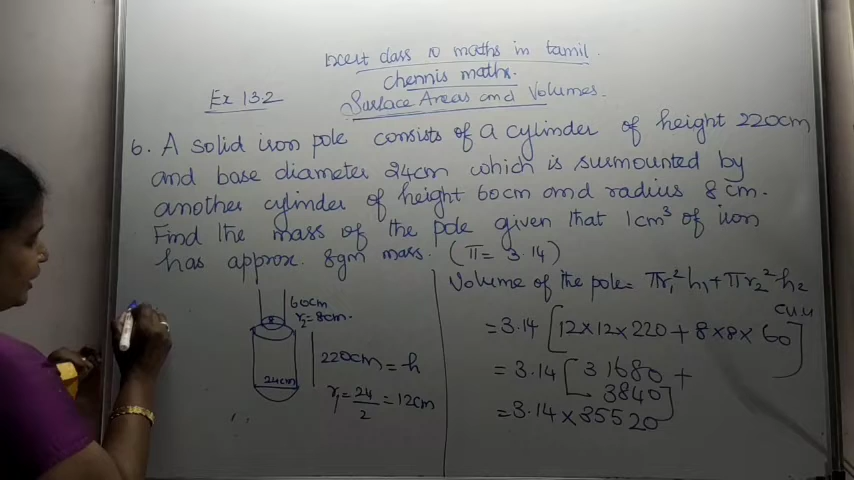 Ncert class 10 maths in tamil.
chennis maths.
Ex 13.2
Surface Areas and Volumes.
6. A solid iron pole consists of a cylinder of height 220cm
and base diameter 24cm which is surmounted by
another cylinder of height 60cm and radius 8cm.
Find the mass of the pole given that 1cm³ of iron
has approx. 8gm mass. (π = 3.14)
60cm
r₂=8cm.
8
220cm = h
24cm
r₁=24/2=12cm
Volume of the pole= πr₁²h₁+πr₂²h₂
cu.u
=3.14[12×12×220+8×8×60]
=3.14[31680+
3840]
=3.14×35520